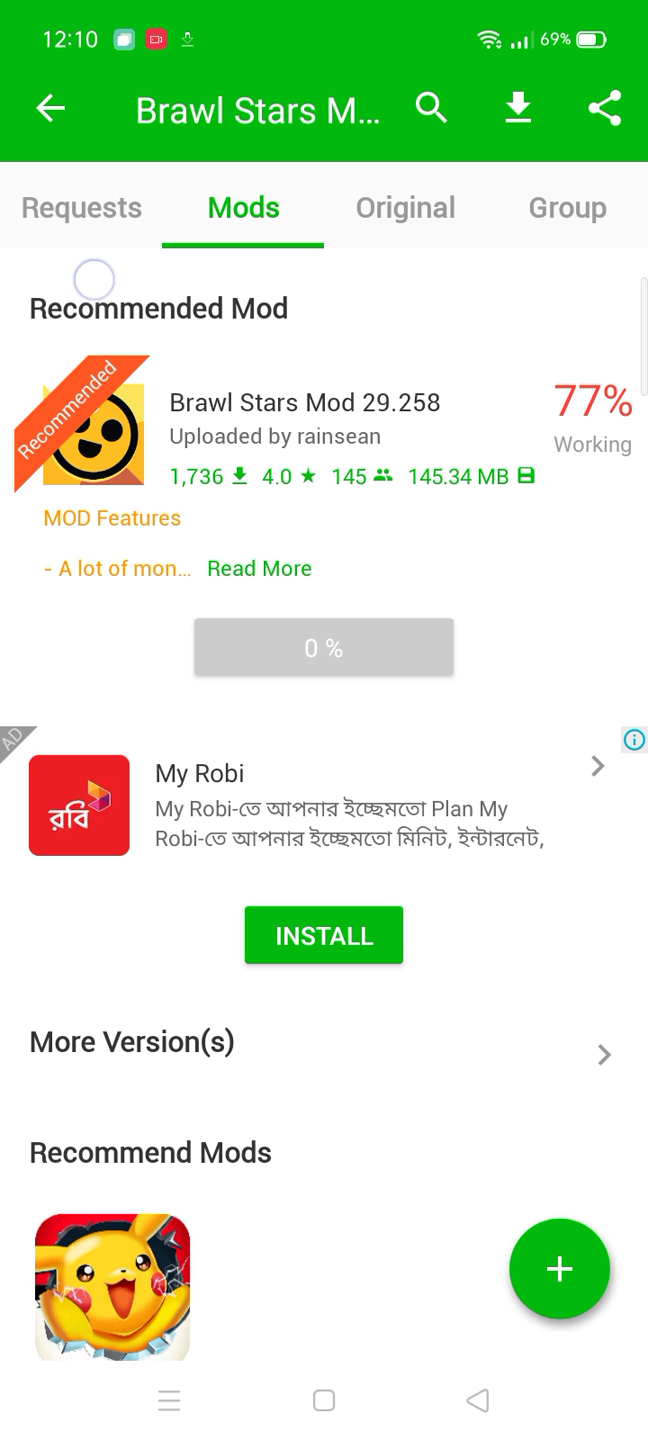 12:10
69%
Brawl Stars M...
Requests Mods Original Group
Recommended Mod
Recommended
Brawl Stars Mod 29.258
77%
Uploaded by rainsean
Working
1,736 4.0 ★ 145 145.34 MB
MOD Features
- A lot of mon... Read More
0 %
AD
রবি
My Robi
My Robi-তে আপনার ইচ্ছেমতো Plan My
Robi-তে আপনার ইচ্ছেমতো মিনিট, ইন্টারনেট,
INSTALL
More Version(s)
Recommend Mods